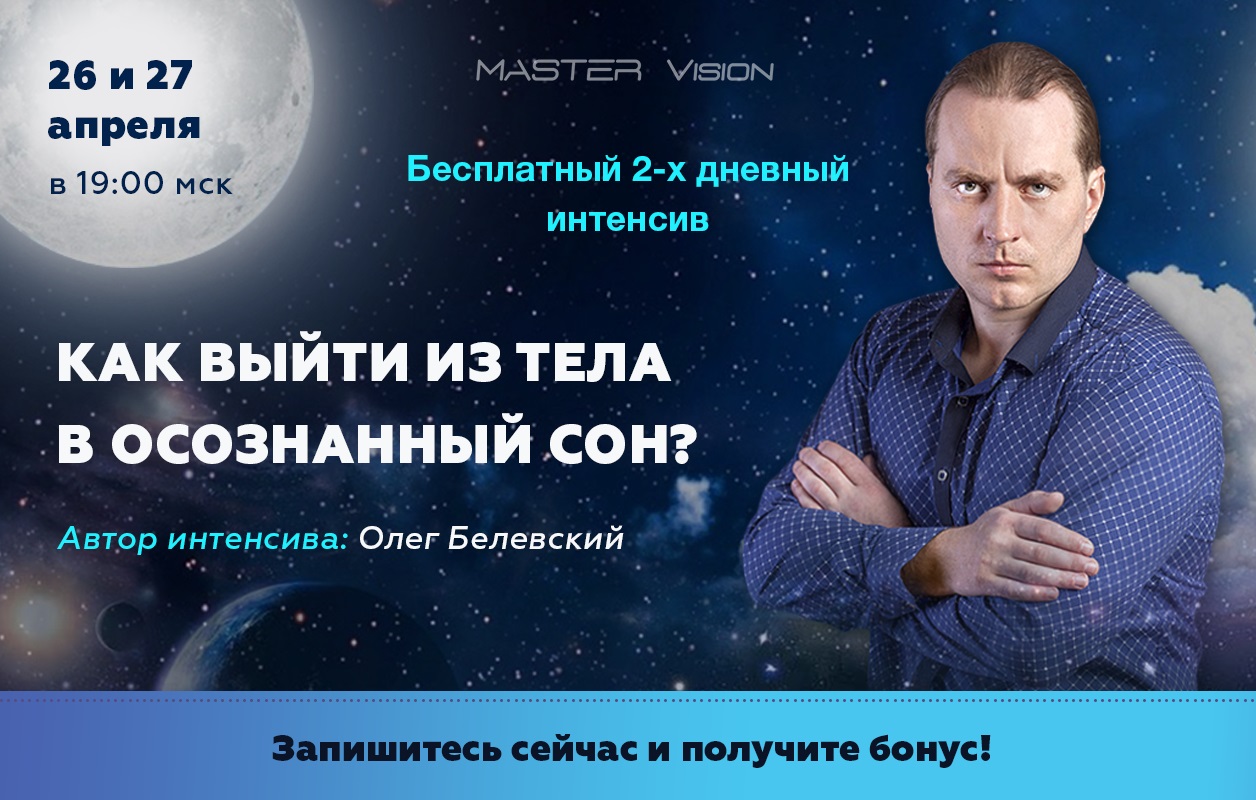 26 и 27
апреля
в 19:00 мск
MASTER VISION
Бесплатный 2-х дневный
интенсив
КАК ВЫЙТИ ИЗ ТЕЛА
В ОСОЗНАННЫЙ СОН?
Автор интенсива: Олег Белевский
Запишитесь сейчас и получите бонус!